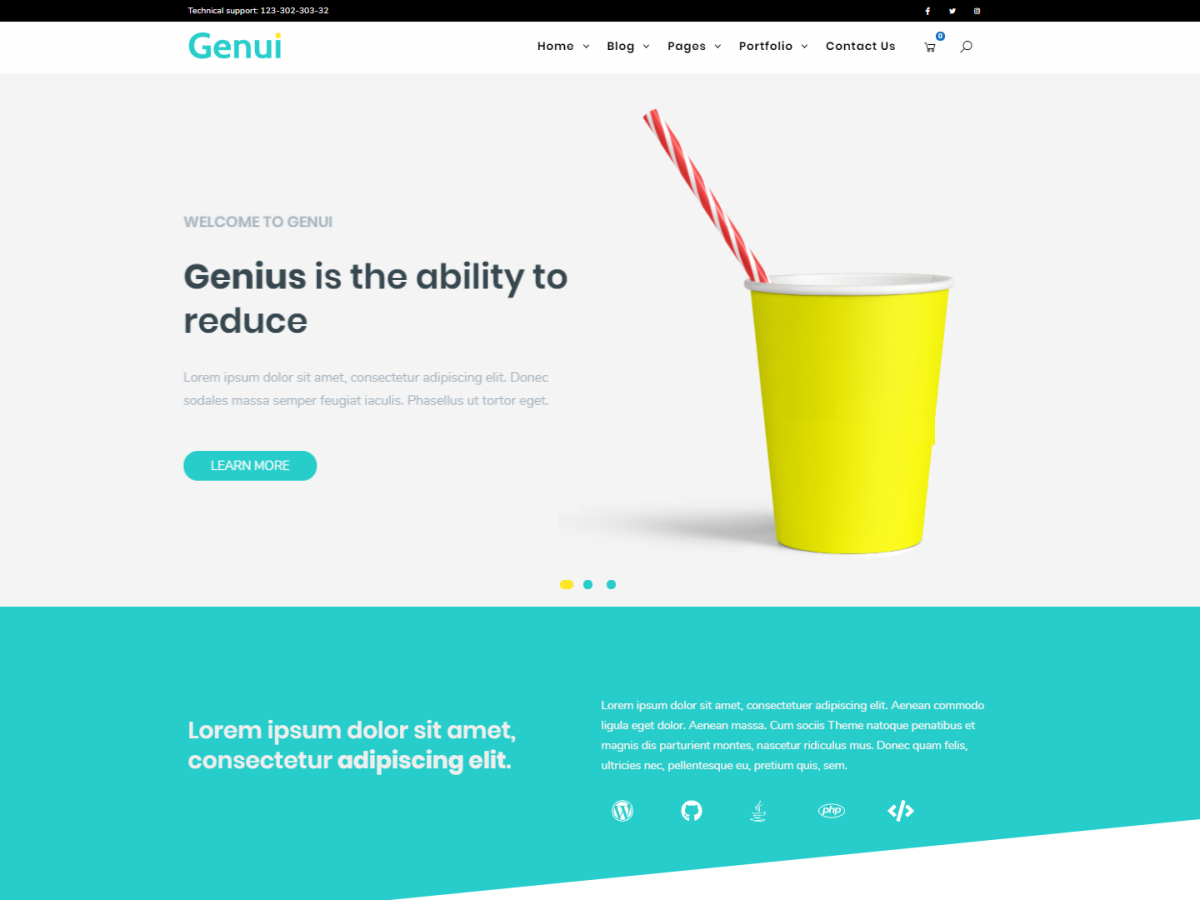 Technical support: 123-302-303-32
Genui
Home Blog Pages Portfolio Contact Us 0
WELCOME TO GENUI
Genius is the ability to
reduce
Lorem ipsum dolor sit amet, consectetur adipiscing elit. Donec
sodales massa semper feugiat iaculis. Phasellus ut tortor eget.
LEARN MORE
Lorem ipsum dolor sit amet,
consectetur adipiscing elit.
Lorem ipsum dolor sit amet, consectetuer adipiscing elit. Aenean commodo
ligula eget dolor. Aenean massa. Cum sociis Theme natoque penatibus et
magnis dis parturient montes, nascetur ridiculus mus. Donec quam felis,
ultricies nec, pellentesque eu, pretium quis, sem.
php